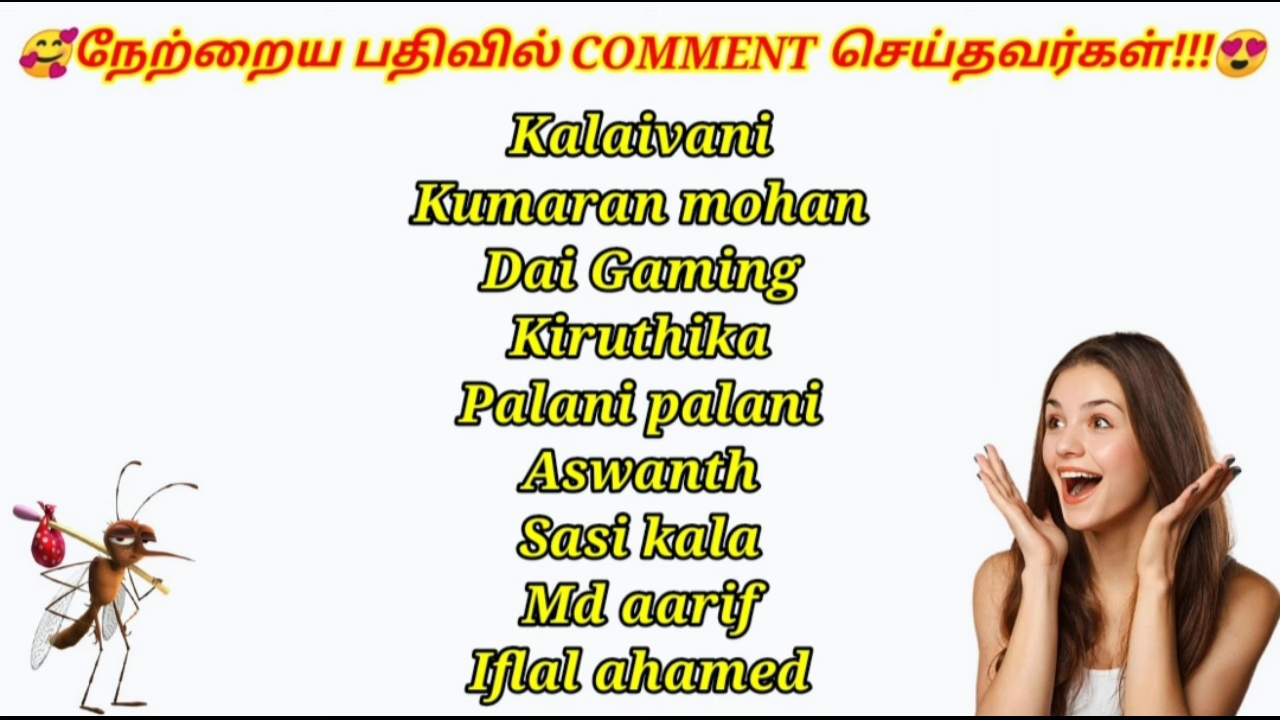 நேற்றைய பதிவில் COMMENT செய்தவர்கள்!!!
Kalaivani
Kumaran mohan
Dai Gaming
Kiruthika
Palani palani
Aswanth
Sasi kala
Md aarif
Iflal ahamed